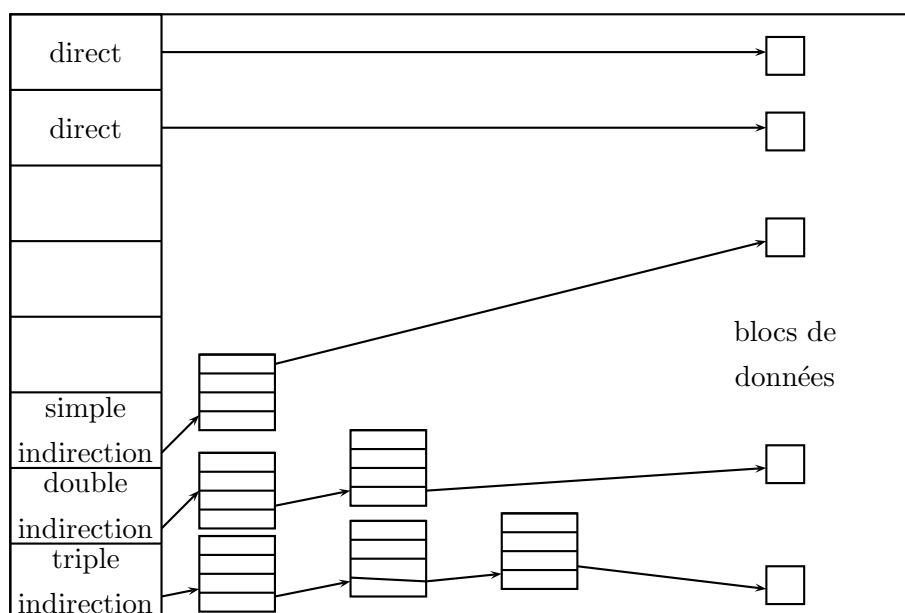 direct
direct
blocs de
données
simple
indirection
double
indirection
triple
indirection